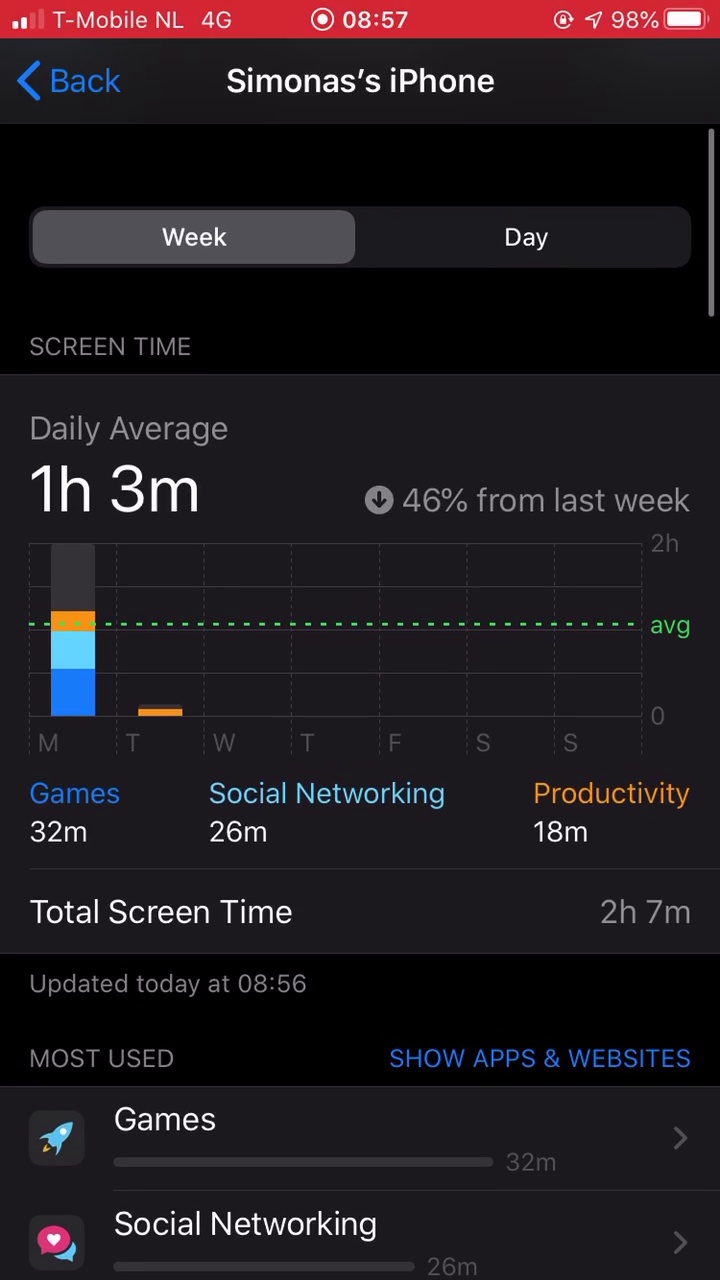 T-Mobile NL 4G 08:57 98%
Back Simonas's iPhone
Week Day
SCREEN TIME
Daily Average
1h 3m 46% from last week
2h
avg
0
M T W T F S S
Games Social Networking Productivity
32m 26m 18m
Total Screen Time 2h 7m
Updated today at 08:56
MOST USED SHOW APPS & WEBSITES
Games
32m
Social Networking
26m